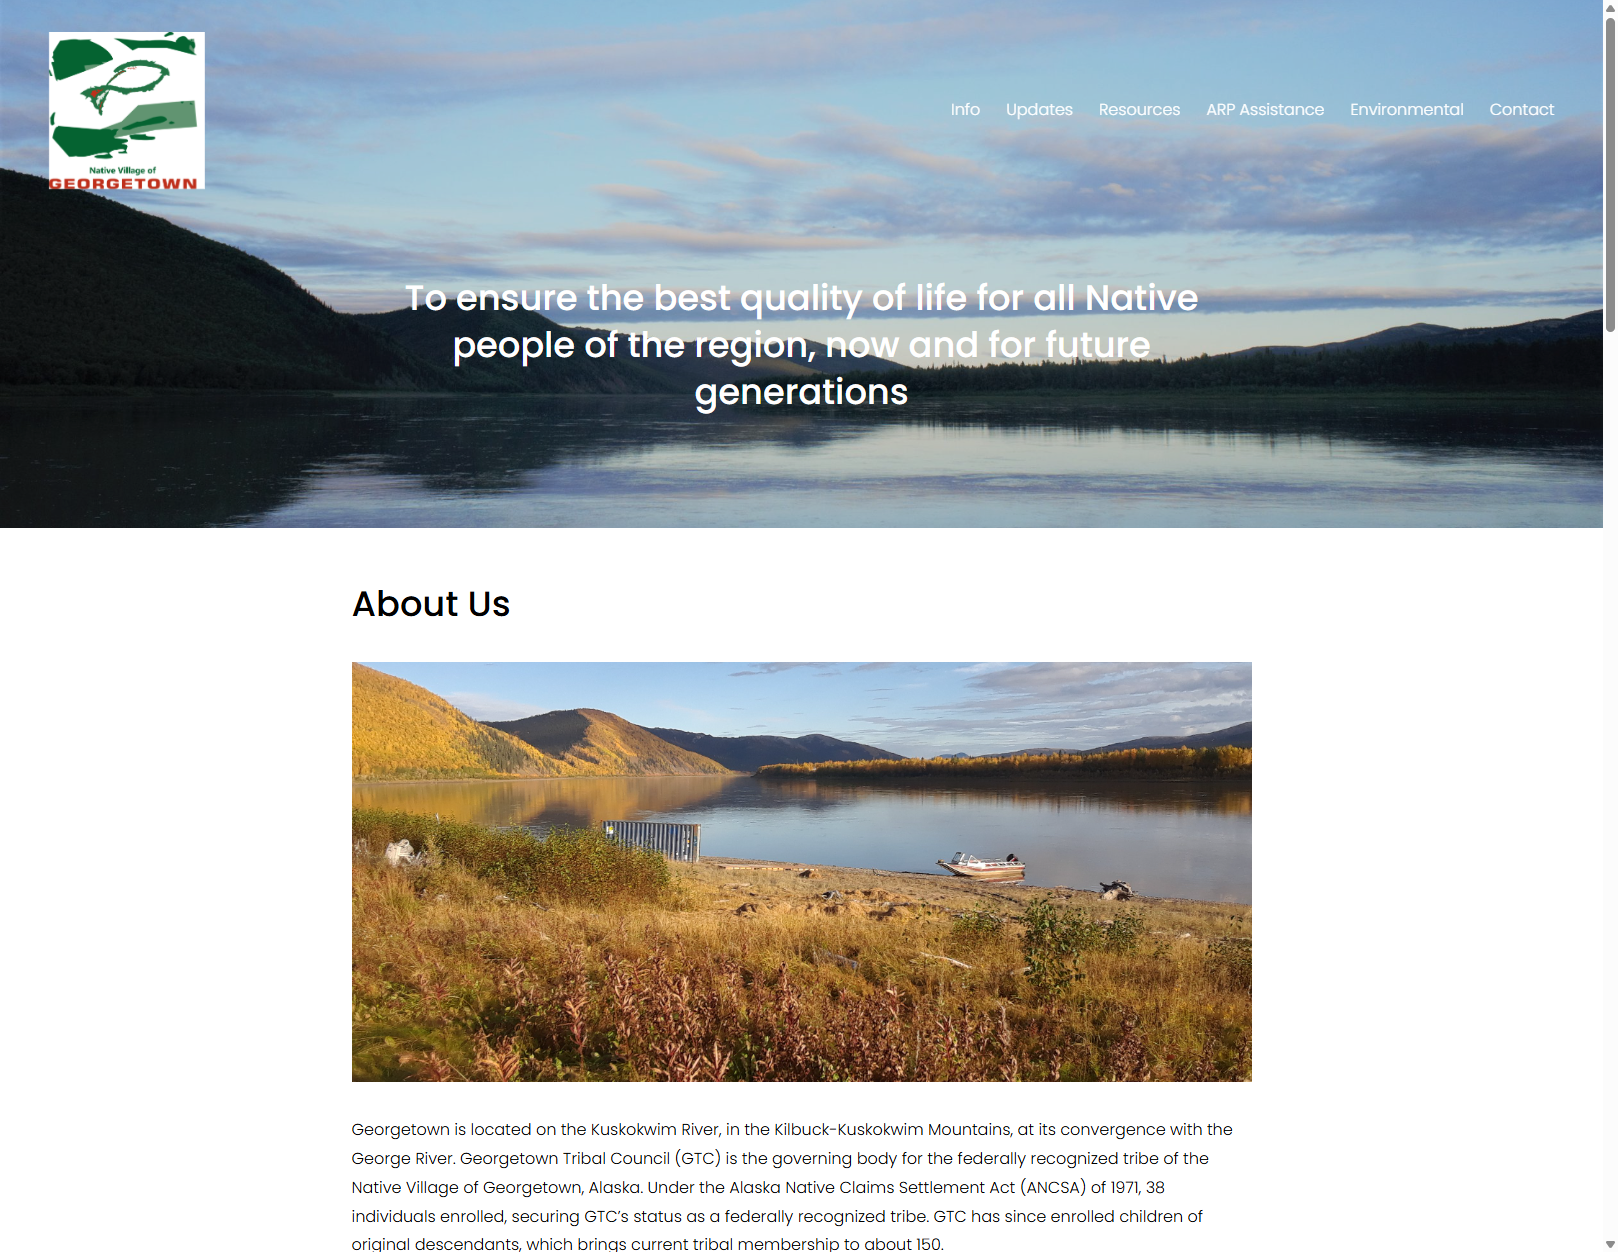 Native Village of
GEORGETOWN
Info Updates Resources ARP Assistance Environmental Contact
To ensure the best quality of life for all Native
people of the region, now and for future
generations
About Us
Georgetown is located on the Kuskokwim River, in the Kilbuck-Kuskokwim Mountains, at its convergence with the
George River. Georgetown Tribal Council (GTC) is the governing body for the federally recognized tribe of the
Native Village of Georgetown, Alaska. Under the Alaska Native Claims Settlement Act (ANCSA) of 1971, 38
individuals enrolled, securing GTC’s status as a federally recognized tribe. GTC has since enrolled children of
original descendants, which brings current tribal membership to about 150.